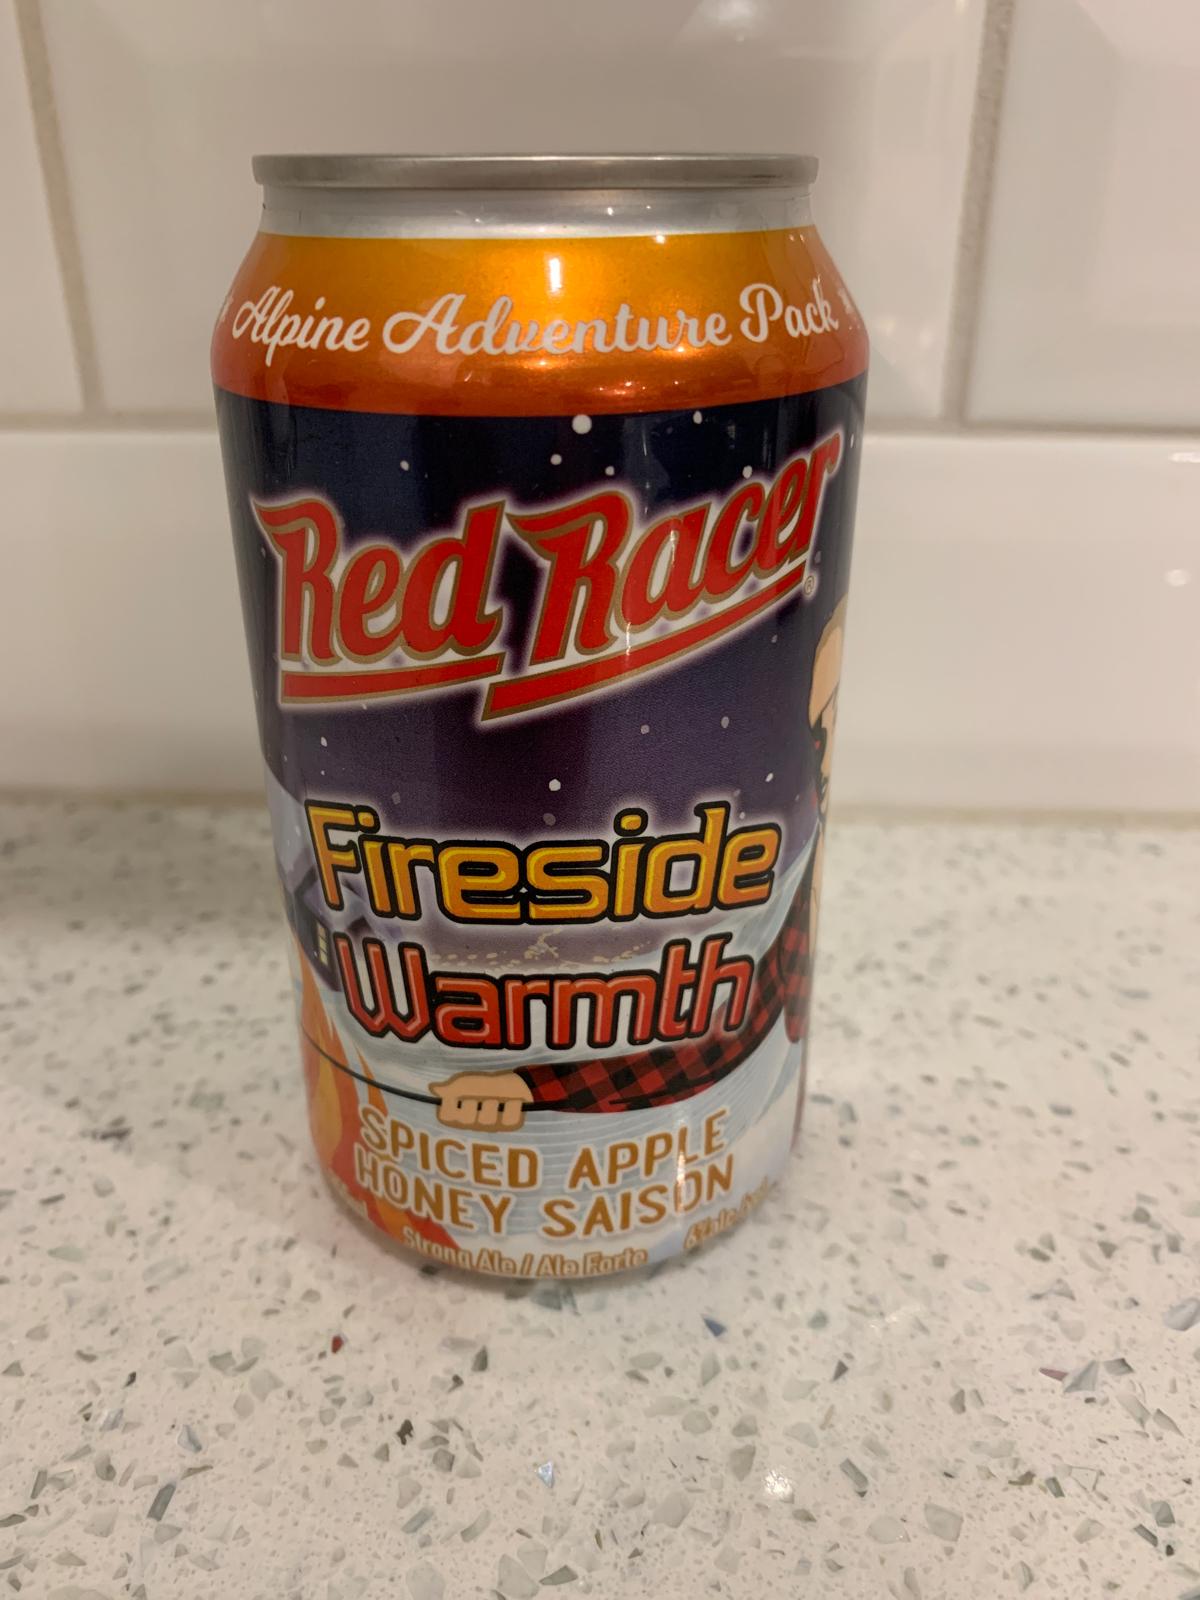 Alpine Adventure Pack
Red Racer®
Fireside
Warmth
SPICED APPLE
HONEY SAISON
Strong Ale / Ale Forte